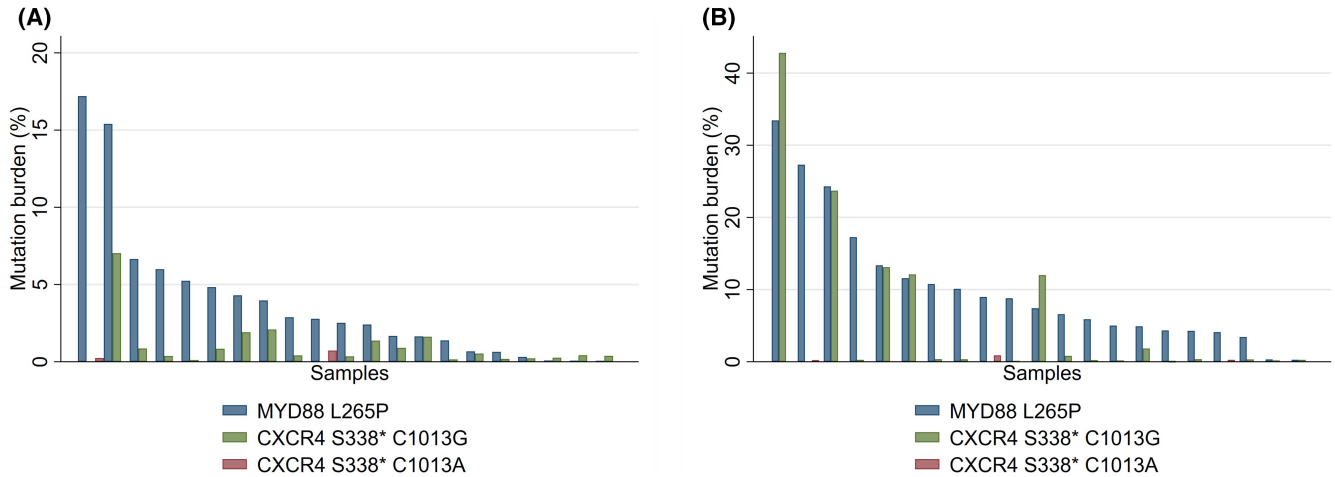 (A)
Mutation burden (%)
20
15
10
5
0
Samples
MYD88 L265P
CXCR4 S338* C1013G
CXCR4 S338* C1013A
(B)
Mutation burden (%)
40
30
20
10
0
Samples
MYD88 L265P
CXCR4 S338* C1013G
CXCR4 S338* C1013A